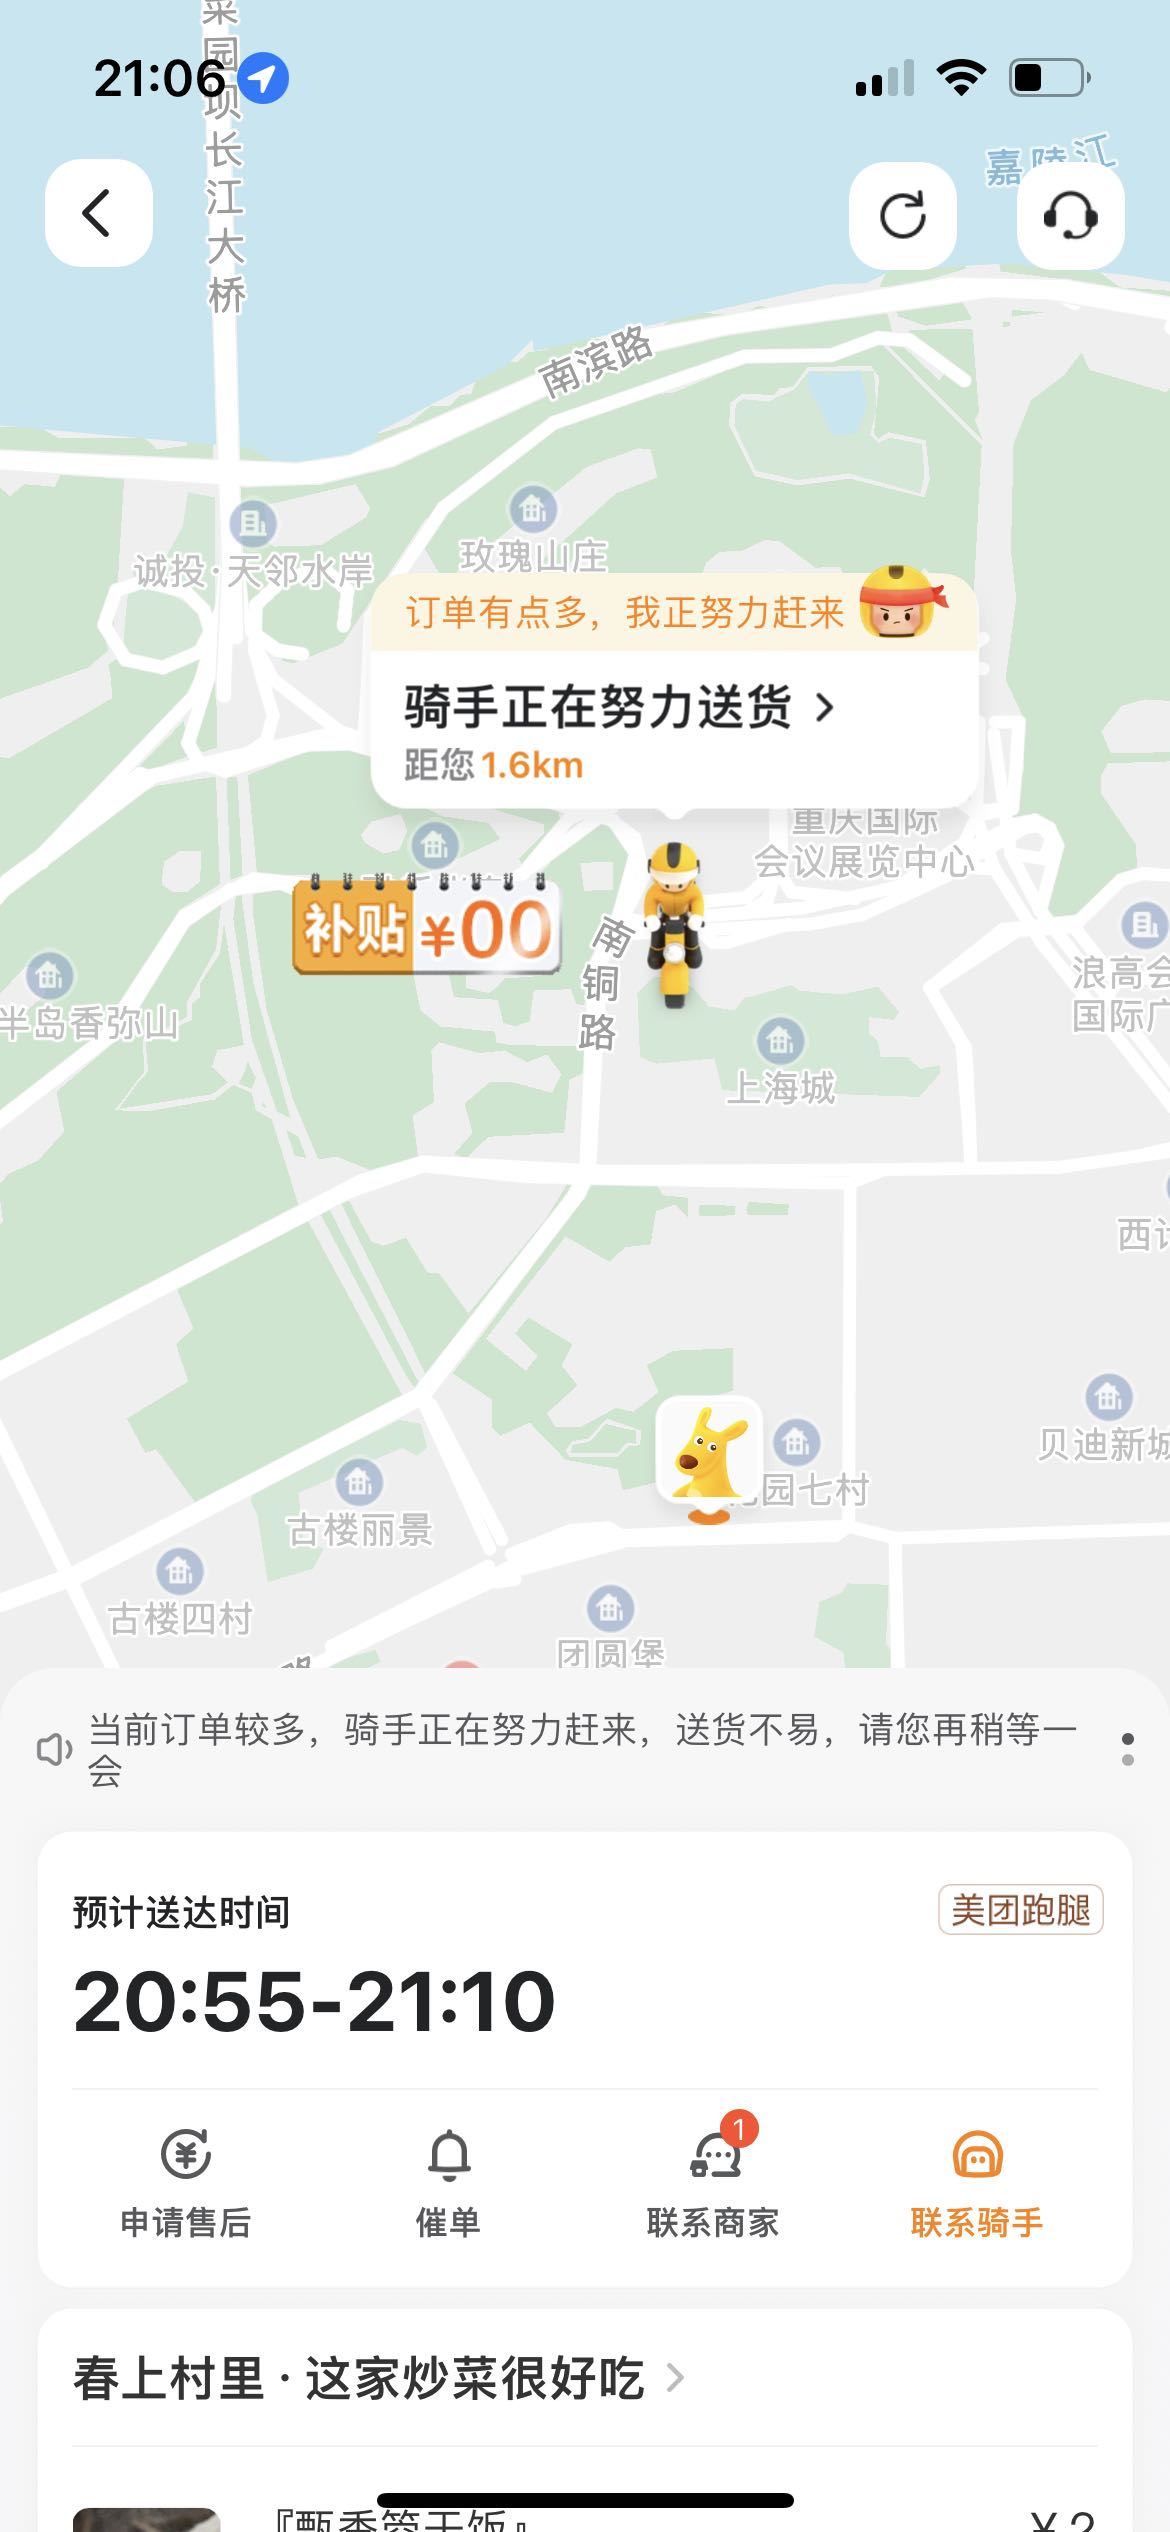 菜园坝长江大桥
21:06
嘉陵江
南滨路
诚投·天邻水岸
玫瑰山庄
订单有点多，我正努力赶来
骑手正在努力送货
距您1.6km
重庆国际
会议展览中心
补贴¥00
南铜路
浪高会
国际广
半岛香弥山
上海城
西计
贝迪新城
花园七村
古楼丽景
古楼四村
团圆堡
路
当前订单较多，骑手正在努力赶来，送货不易，请您再稍等一
会
预计送达时间
美团跑腿
20:55-21:10
1
申请售后
催单
联系商家
联系骑手
春上村里·这家炒菜很好吃
『甄香管干饭』
¥2